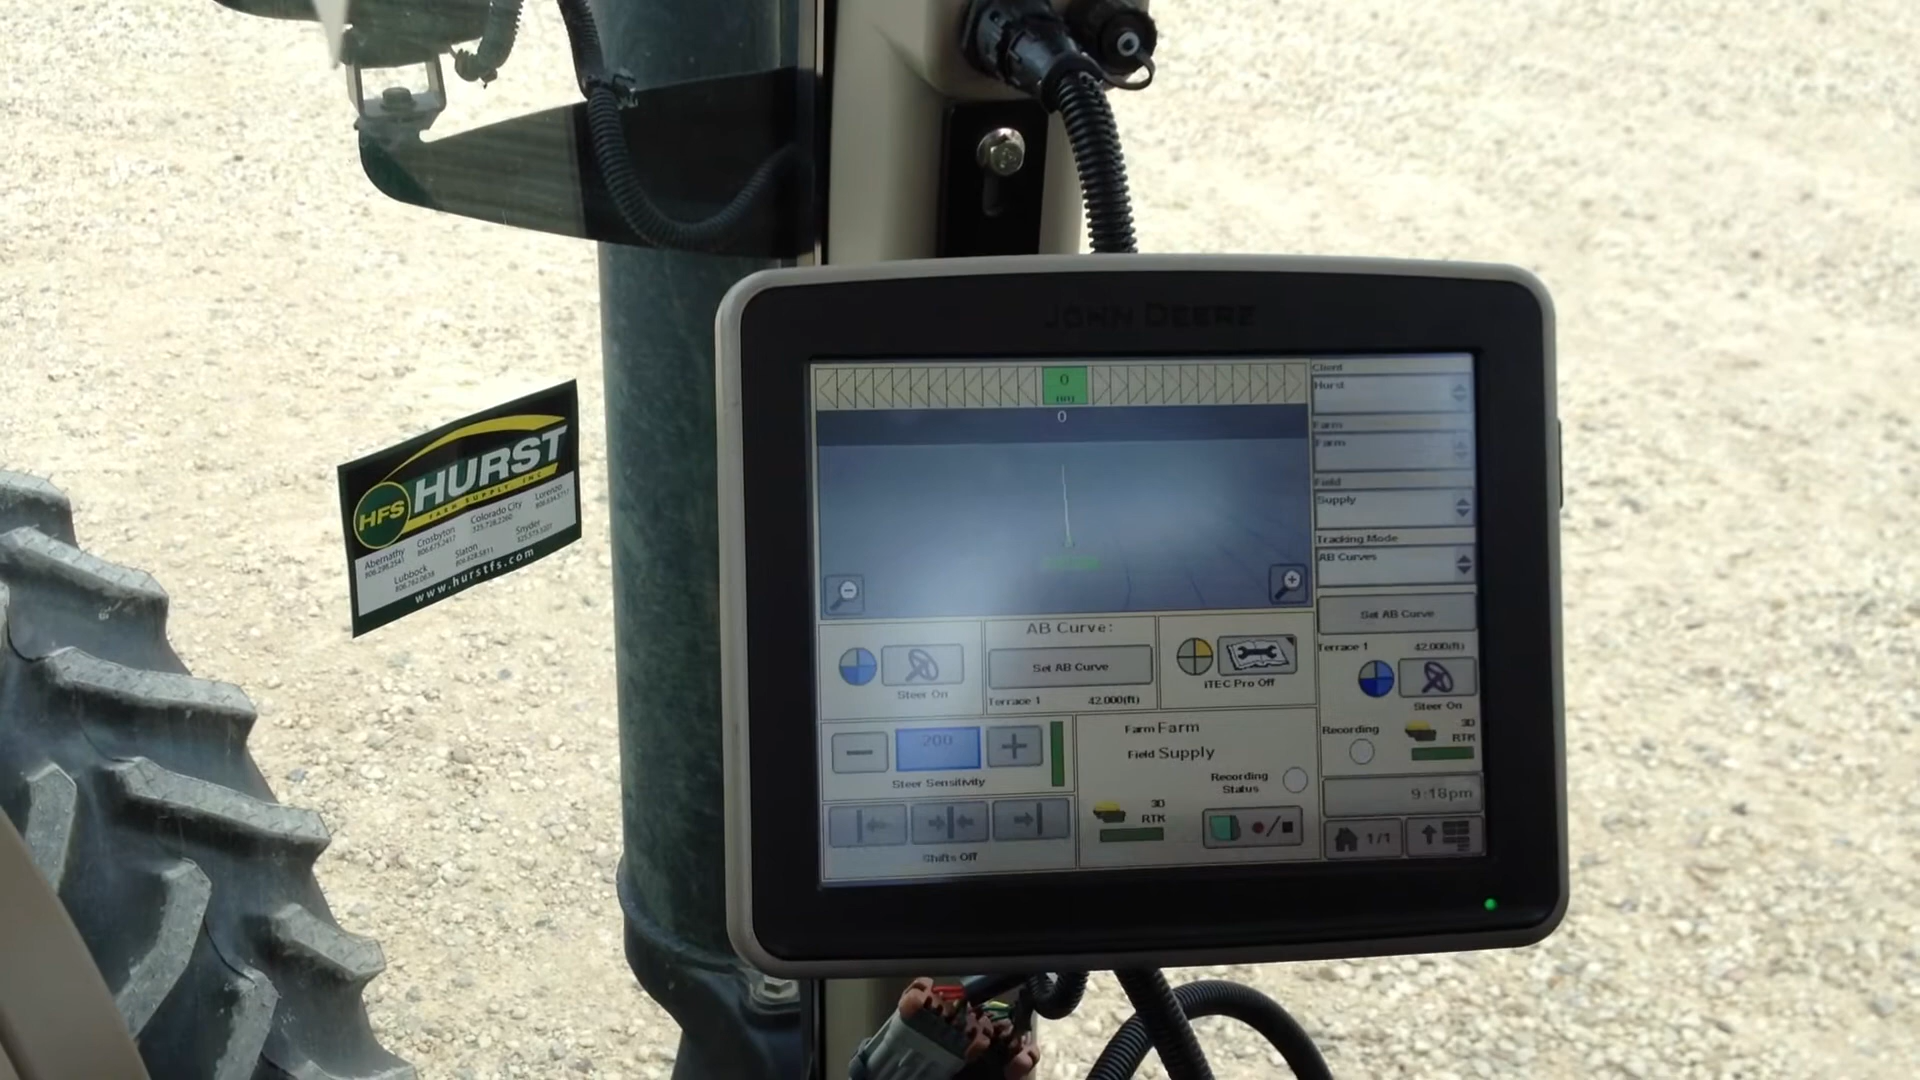 JOHN DEERE
0
0
Client
Hurst
Farm
Farm
Field
Supply
Tracking Mode
AB Curves
Set AB Curve
Terrace 1 42.000(ft)
Steer On
Recording
3D
RTK
9:18pm
1/1
AB Curve:
Set AB Curve
Terrace 1 42.000(ft)
Steer On
iTEC Pro Off
200
Steer Sensitivity
Shifts Off
Farm Farm
Field Supply
Recording
Status
3D
RTK
HFS HURST
FARM SUPPLY, INC
Abernathy
Crosbyton
Colorado City
Lorenzo
Lubbock
Slaton
Snyder
www.hurstfs.com